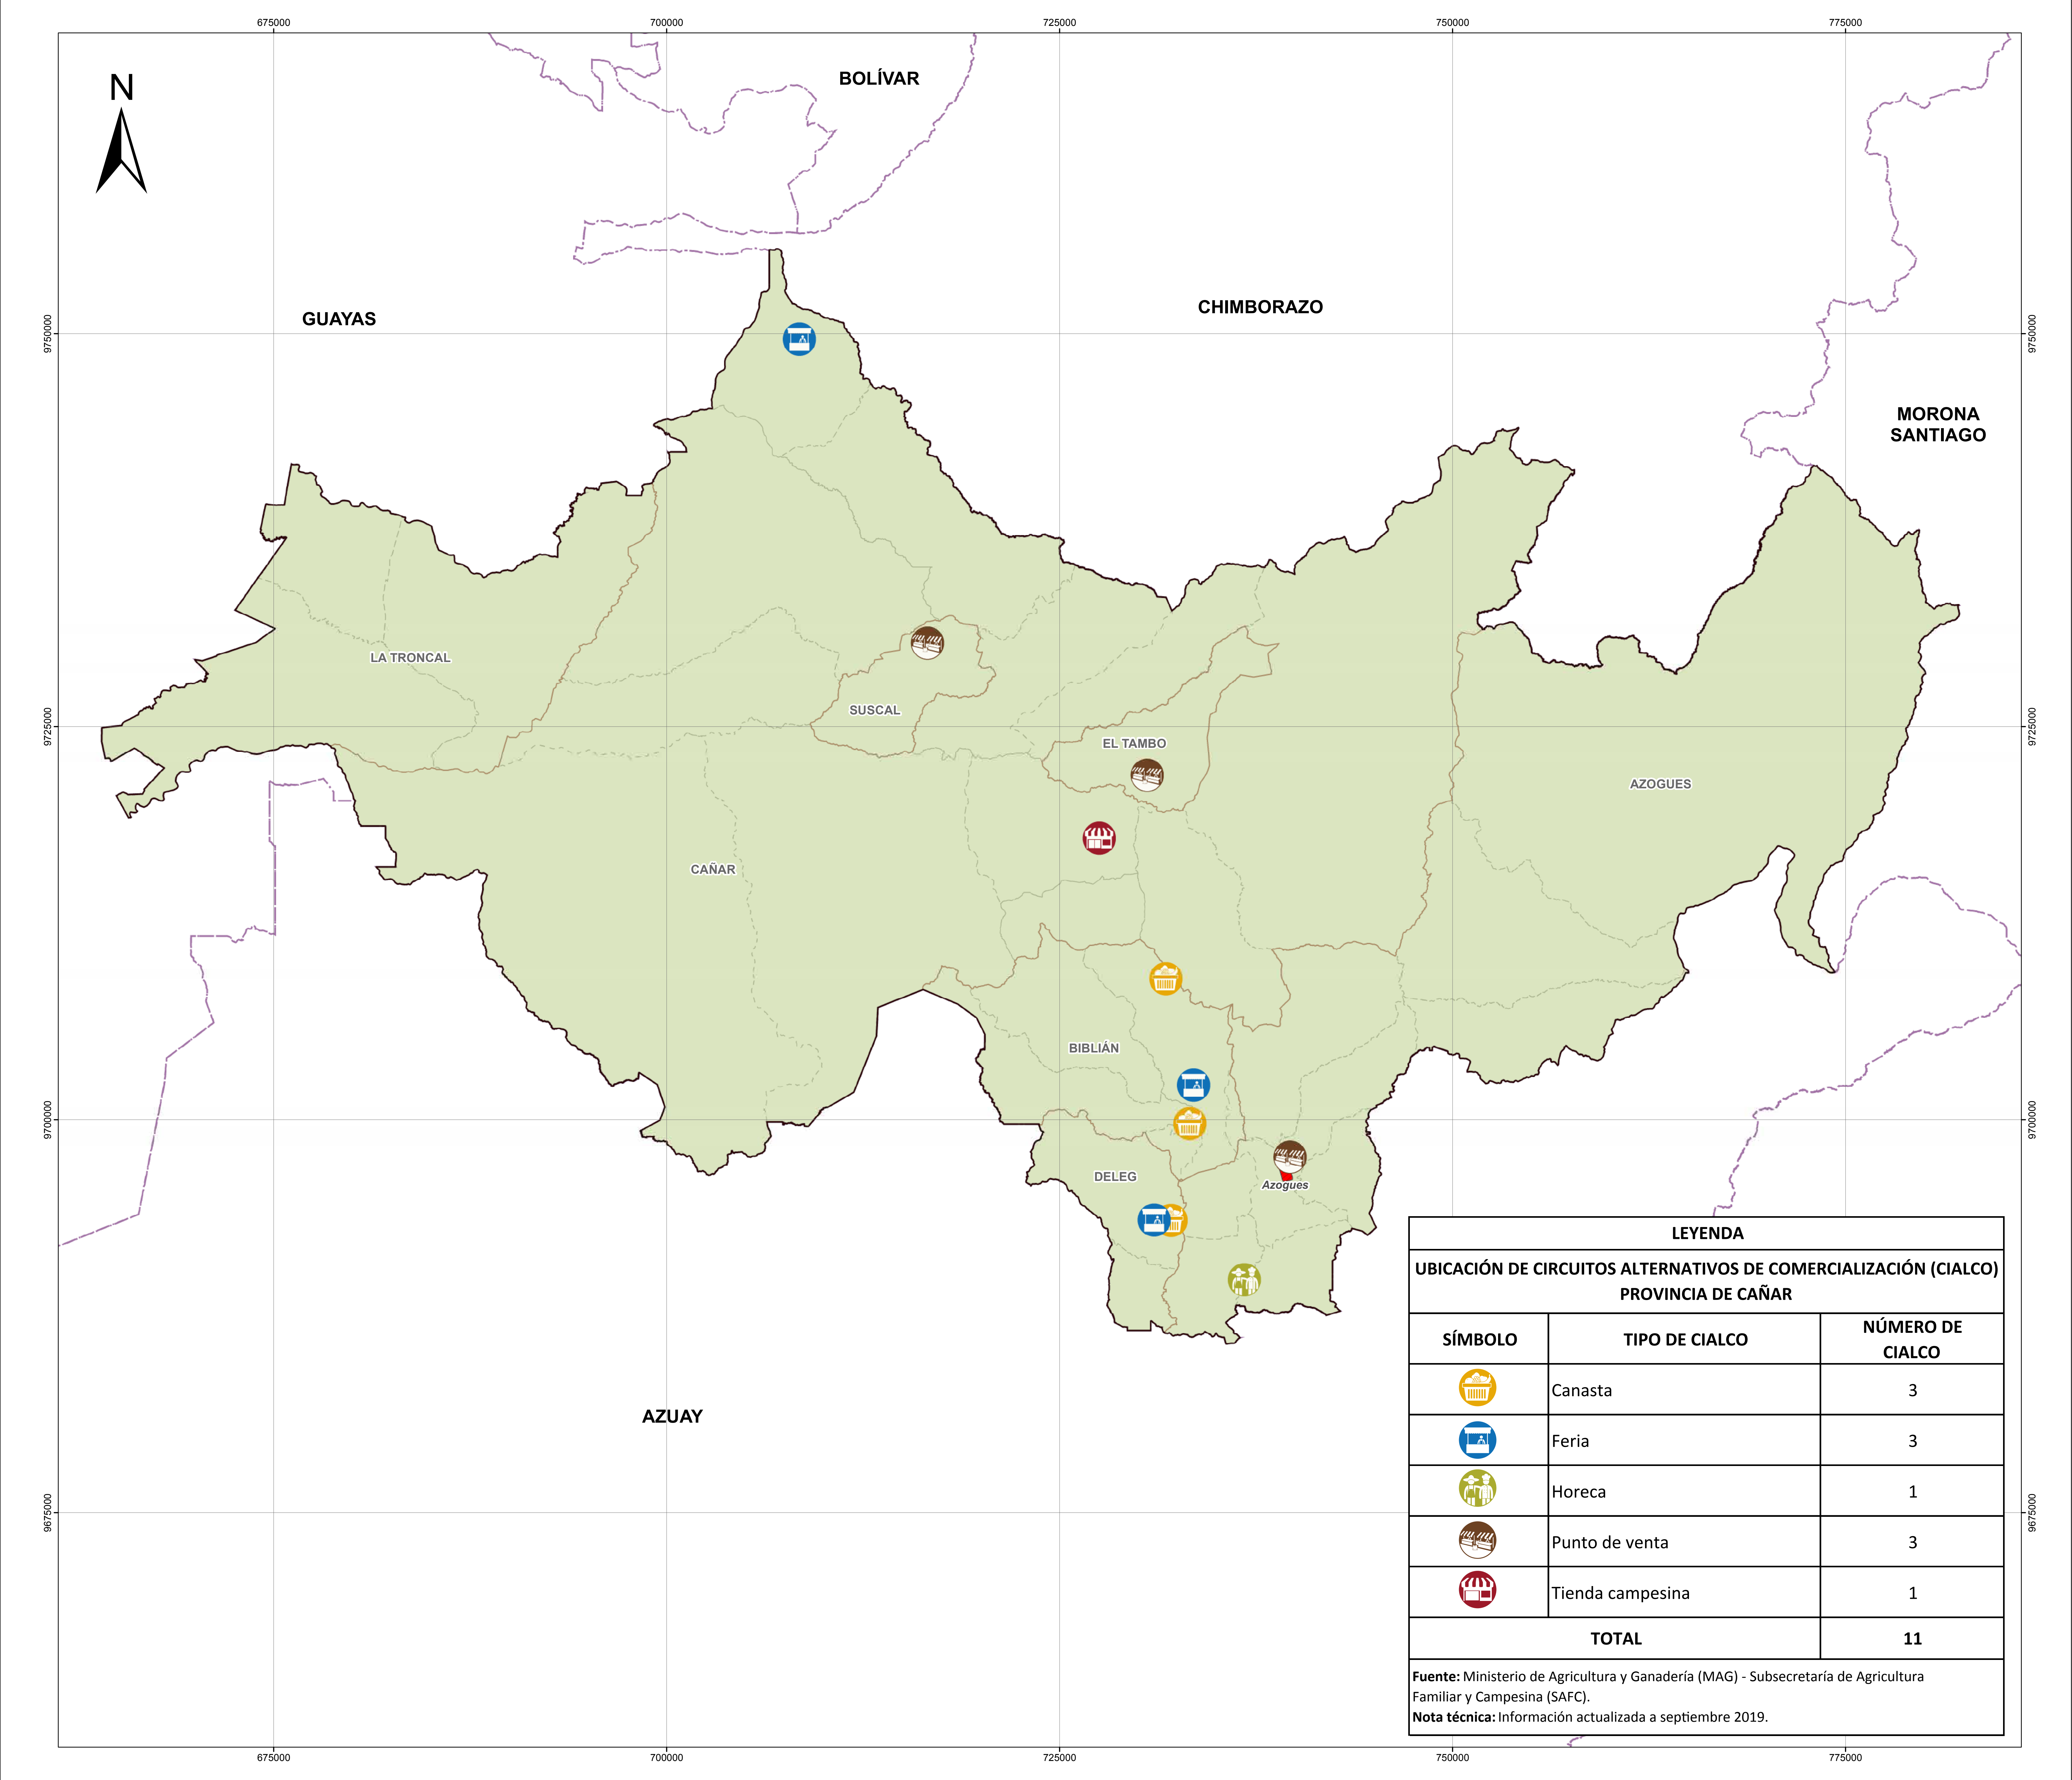 675000
700000
725000
750000
775000
N
BOLÍVAR
GUAYAS
CHIMBORAZO
MORONA
SANTIAGO
9750000
9750000
LA TRONCAL
SUSCAL
9725000
9725000
EL TAMBO
AZOGUES
CAÑAR
BIBLIÁN
9700000
9700000
DELEG
Azogues
AZUAY
9675000
9675000
LEYENDA
UBICACIÓN DE CIRCUITOS ALTERNATIVOS DE COMERCIALIZACIÓN (CIALCO)
PROVINCIA DE CAÑAR
SÍMBOLO TIPO DE CIALCO NÚMERO DE
CIALCO
Canasta 3
Feria 3
Horeca 1
Punto de venta 3
Tienda campesina 1
TOTAL 11
Fuente: Ministerio de Agricultura y Ganadería (MAG) - Subsecretaría de Agricultura
Familiar y Campesina (SAFC).
Nota técnica: Información actualizada a septiembre 2019.
675000
700000
725000
750000
775000